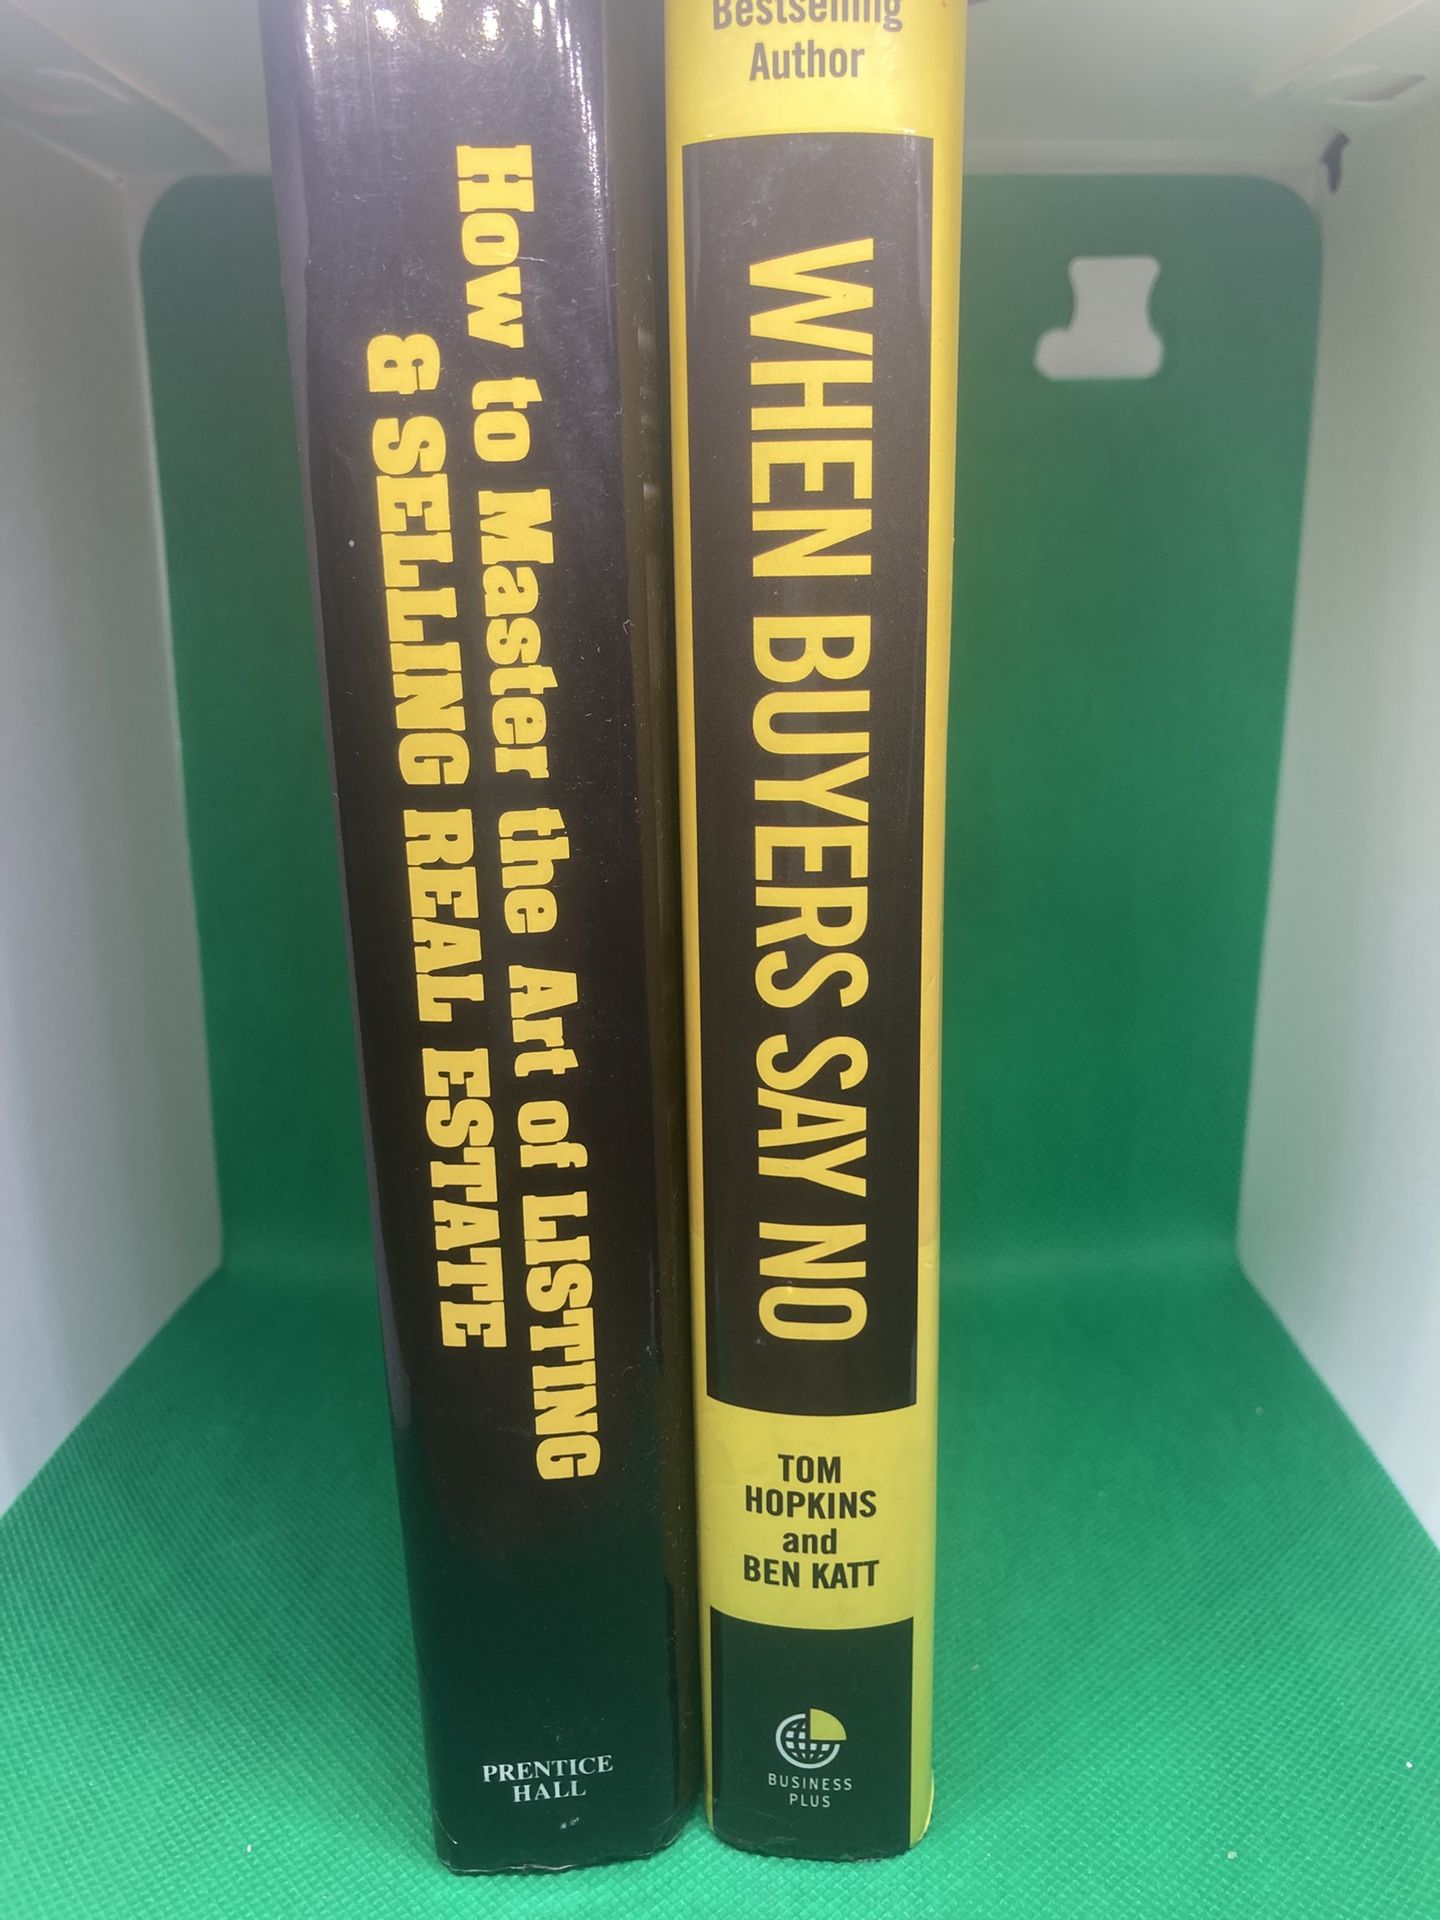 How to Master the Art of LISTING
& SELLING REAL ESTATE
PRENTICE
HALL
Bestselling
Author
WHEN BUYERS SAY NO
TOM
HOPKINS
and
BEN KATT
BUSINESS
PLUS